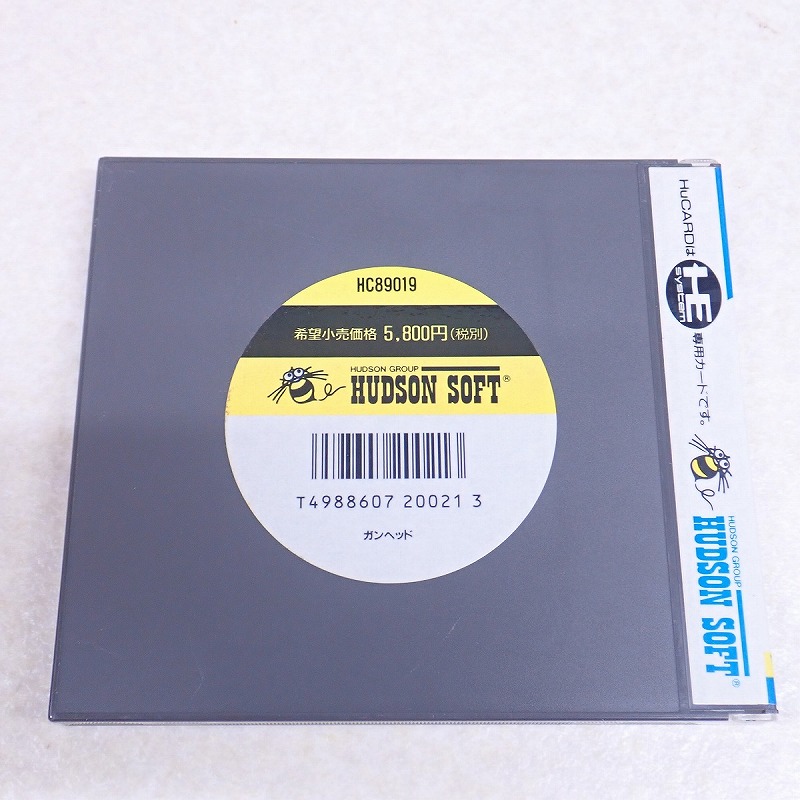 HC89019
希望小売価格 5,800円(税別)
HUDSON GROUP
HUDSON SOFT®
T4988607 20021 3
ガンヘッド
HuCARDは
HE
system
専用カードです。
HUDSON GROUP
HUDSON SOFT®